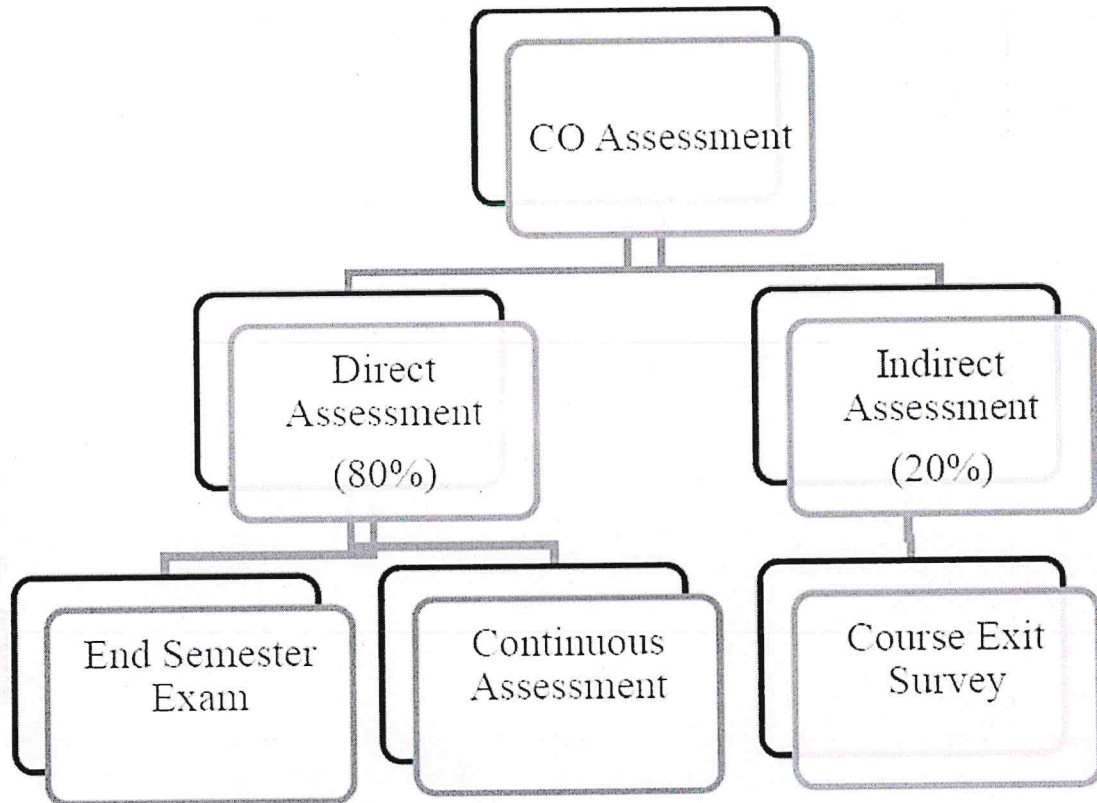 CO Assessment
Direct
Assessment
(80%)
Indirect
Assessment
(20%)
End Semester
Exam
Continuous
Assessment
Course Exit
Survey